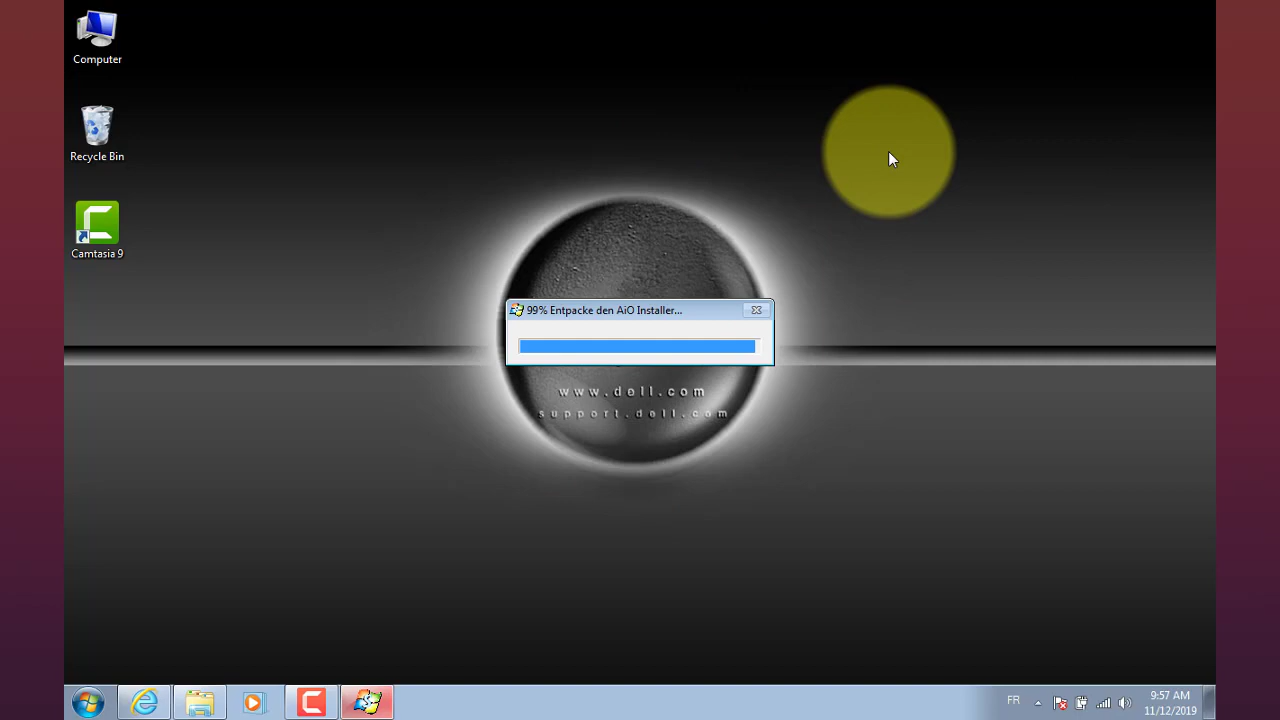 Computer
Recycle Bin
Camtasia 9
99% Entpacke den AiO Installer...
www.dell.com
support.dell.com
FR
9:57 AM
11/12/2019